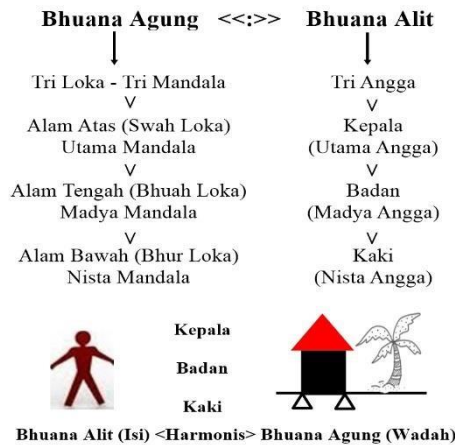 Bhuana Agung <<:>> Bhuana Alit
Tri Loka - Tri Mandala
v
Alam Atas (Swah Loka)
Utama Mandala
v
Alam Tengah (Bhuah Loka)
Madya Mandala
v
Alam Bawah (Bhur Loka)
Nista Mandala
Tri Angga
v
Kepala
(Utama Angga)
v
Badan
(Madya Angga)
v
Kaki
(Nista Angga)
Kepala
Badan
Kaki
Bhuana Alit (Isi) <Harmonis> Bhuana Agung (Wadah)